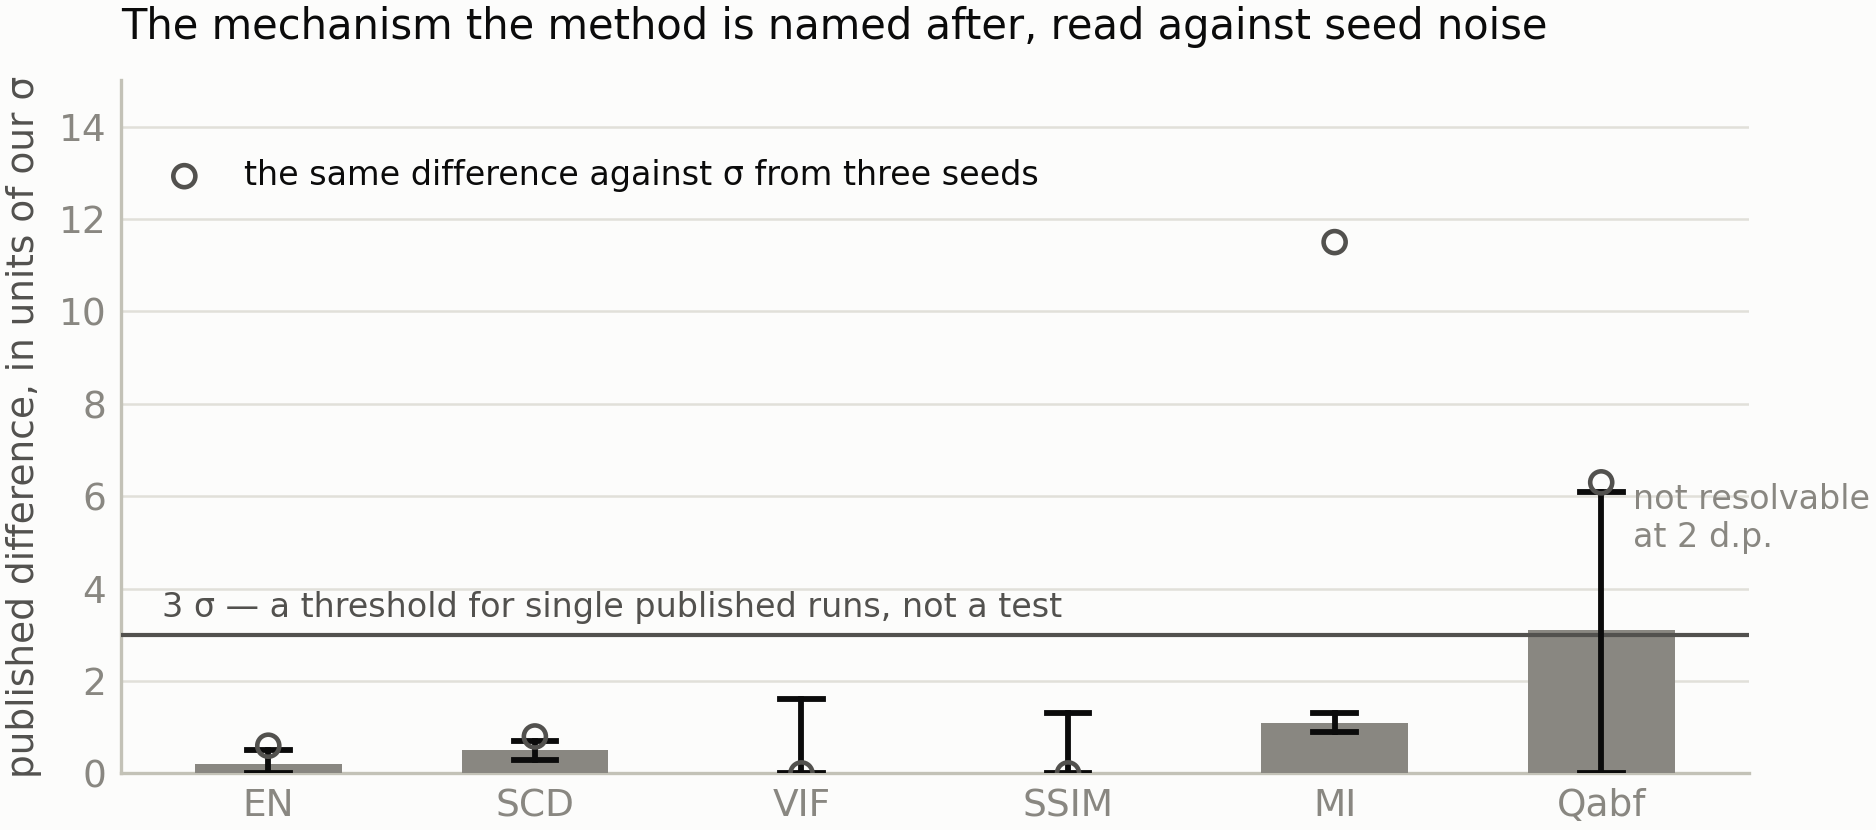 The mechanism the method is named after, read against seed noise
published difference, in units of our σ
14
12
10
8
6
4
2
0
the same difference against σ from three seeds
not resolvable
at 2 d.p.
3 σ — a threshold for single published runs, not a test
EN
SCD
VIF
SSIM
MI
Qabf